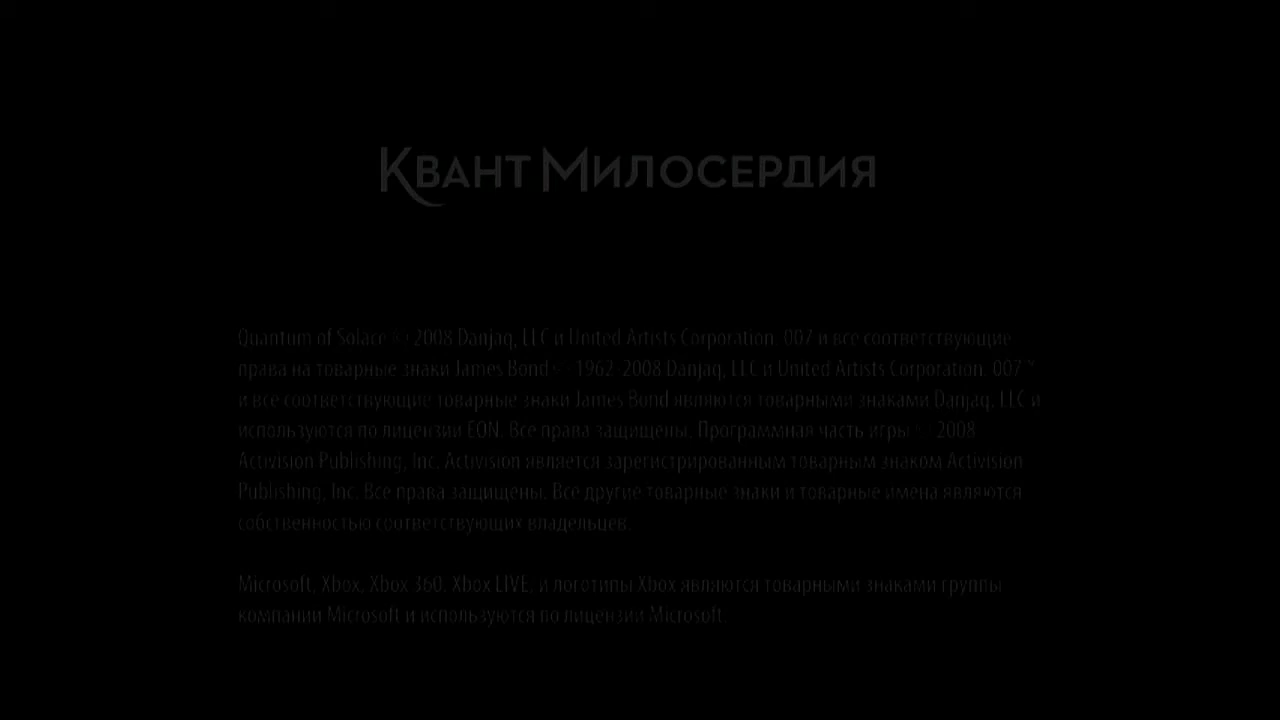 Квант Милосердия
Quantum of Solace © 2008 Danjaq, LLC и United Artists Corporation. 007 и все соответствующие
права на товарные знаки James Bond © 1962-2008 Danjaq, LLC и United Artists Corporation. 007 ™
и все соответствующие товарные знаки James Bond являются товарными знаками Danjaq, LLC и
используются по лицензии EON. Все права защищены. Программная часть игры © 2008
Activision Publishing, Inc. Activision является зарегистрированным товарным знаком Activision
Publishing, Inc. Все права защищены. Все другие товарные знаки и товарные имена являются
собственностью соответствующих владельцев.
Microsoft, Xbox, Xbox 360, Xbox LIVE, и логотипы Xbox являются товарными знаками группы
компании Microsoft и используются по лицензии Microsoft.